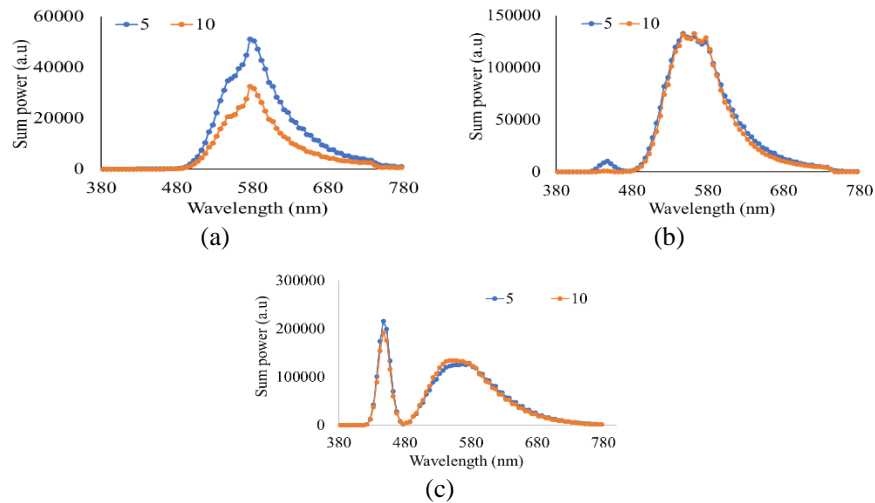 5 10
Sum power (a.u)
60000
40000
20000
0
380 480 580 680 780
Wavelength (nm)
(a)
5 10
Sum power (a.u)
150000
100000
50000
0
380 480 580 680 780
Wavelength (nm)
(b)
5 10
Sum power (a.u)
300000
200000
100000
0
380 480 580 680 780
Wavelength (nm)
(c)